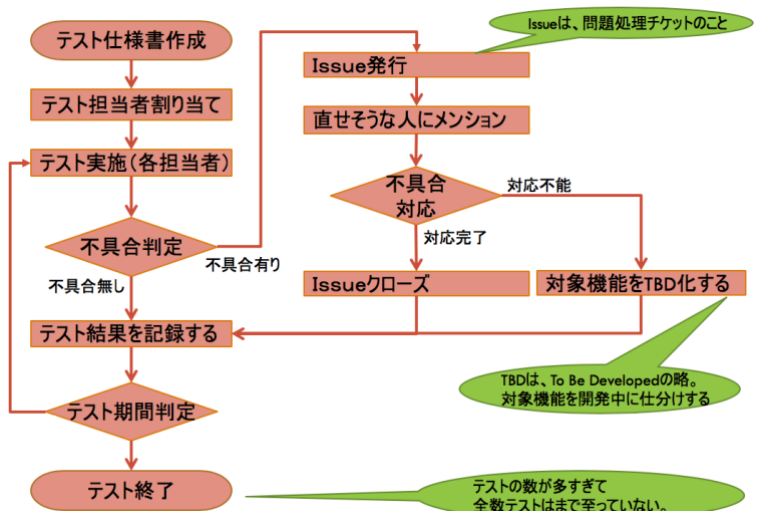 テスト仕様書作成
テスト担当者割り当て
テスト実施(各担当者)
不具合判定
不具合有り
不具合無し
テスト結果を記録する
テスト期間判定
テスト終了
Issueは、問題処理チケットのこと
Issue発行
直せそうな人にメンション
不具合
対応
対応不能
対応完了
Issueクローズ
対象機能をTBD化する
TBDは、To Be Developedの略。
対象機能を開発中に仕分けする
テストの数が多すぎて
全数テストはまで至っていない。